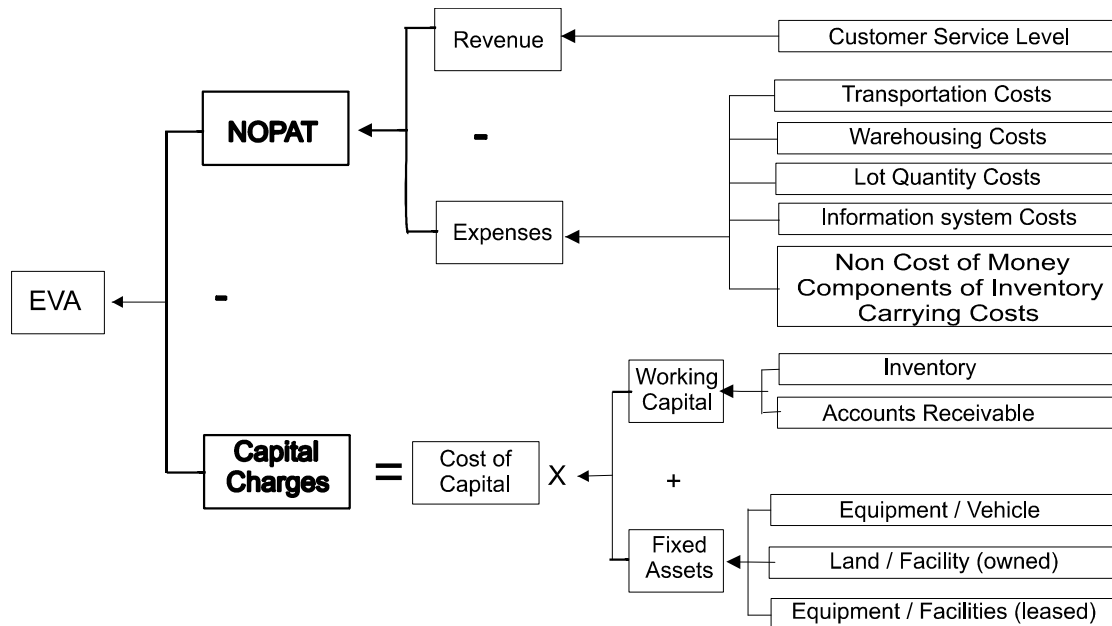 Revenue
Customer Service Level
Transportation Costs
NOPAT
-
Warehousing Costs
Lot Quantity Costs
Information system Costs
Expenses
Non Cost of Money
Components of Inventory
Carrying Costs
EVA
-
Working
Capital
Inventory
Accounts Receivable
Capital
Charges
=
Cost of
Capital
X
+
Fixed
Assets
Equipment / Vehicle
Land / Facility (owned)
Equipment / Facilities (leased)